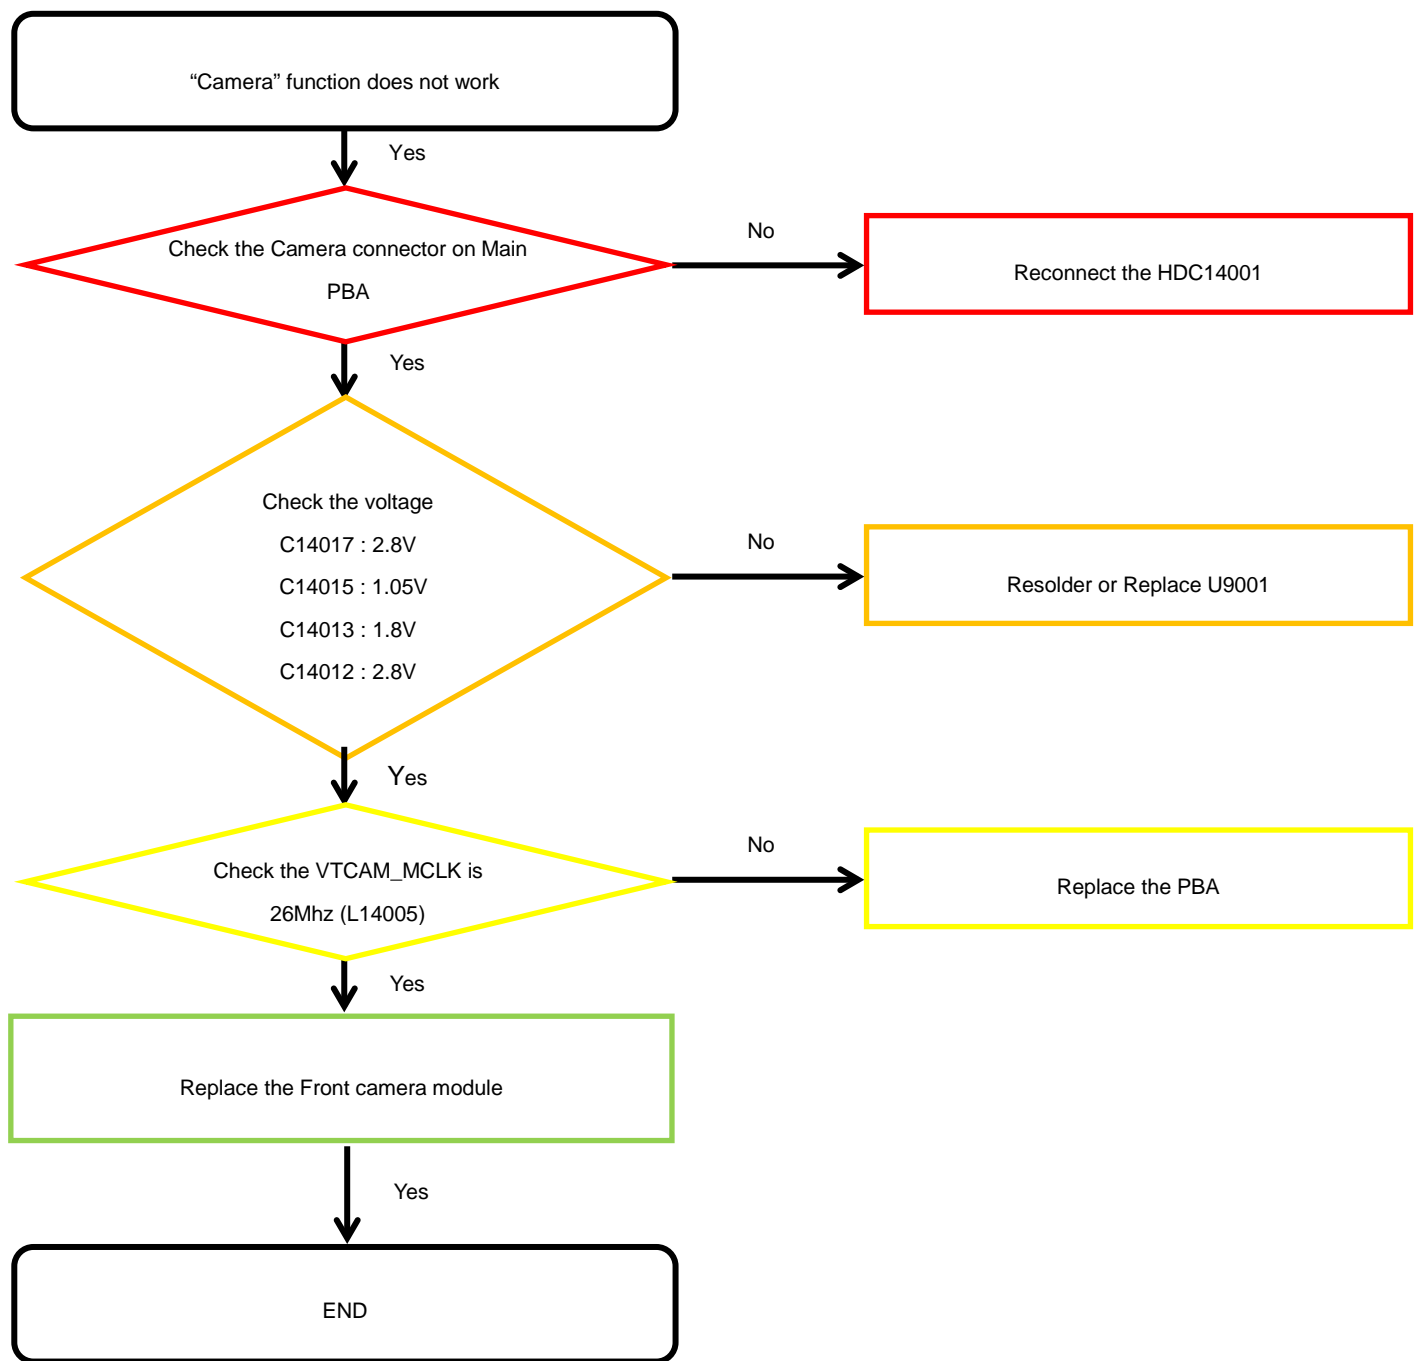 “Camera” function does not work
Yes
Check the Camera connector on Main
PBA
No
Reconnect the HDC14001
Yes
Check the voltage
C14017 : 2.8V
C14015 : 1.05V
C14013 : 1.8V
C14012 : 2.8V
No
Resolder or Replace U9001
Yes
Check the VTCAM_MCLK is
26Mhz (L14005)
No
Replace the PBA
Yes
Replace the Front camera module
Yes
END